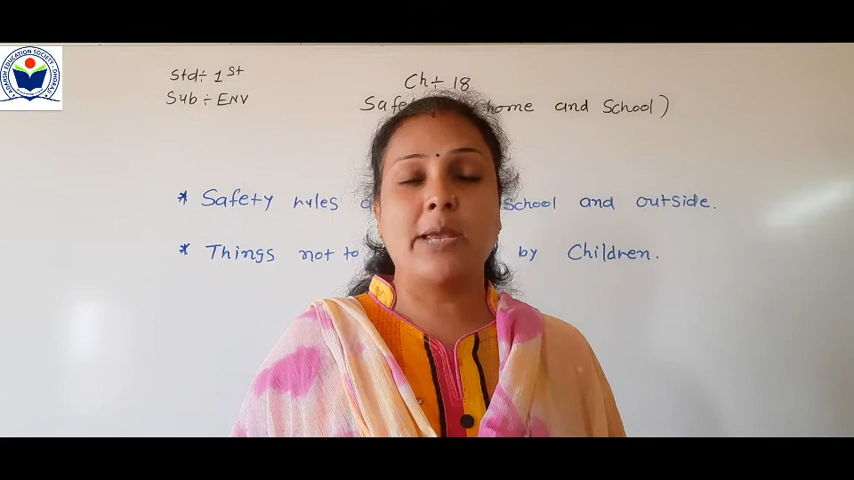 Std÷ 1st
Sub÷ ENV
Ch÷ 18
home and School)
* Safety rules School and outside.
* Things not to by Children.